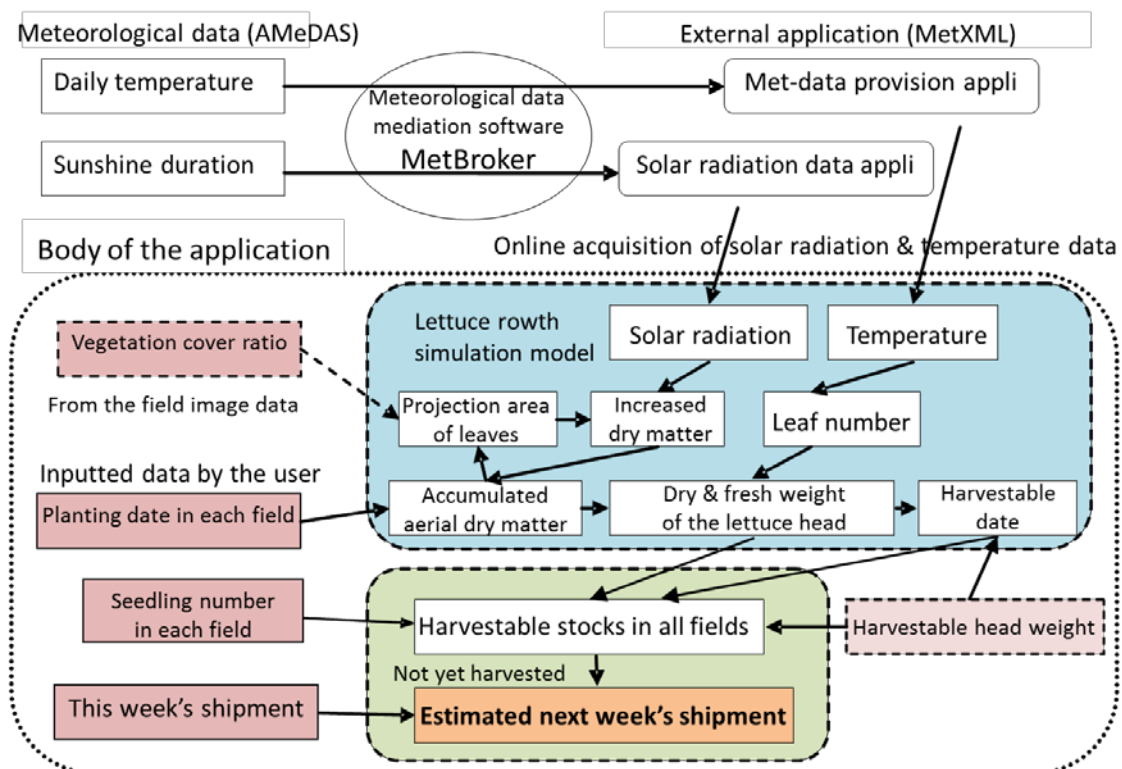 Meteorological data (AMeDAS)
External application (MetXML)
Daily temperature
Met-data provision appli
Meteorological data
mediation software
MetBroker
Sunshine duration
Solar radiation data appli
Body of the application
Online acquisition of solar radiation & temperature data
Lettuce rowth
simulation model
Solar radiation
Temperature
Vegetation cover ratio
From the field image data
Projection area
of leaves
Increased
dry matter
Leaf number
Inputted data by the user
Planting date in each field
Accumulated
aerial dry matter
Dry & fresh weight
of the lettuce head
Harvestable
date
Seedling number
in each field
Harvestable stocks in all fields
Harvestable head weight
Not yet harvested
This week's shipment
Estimated next week's shipment